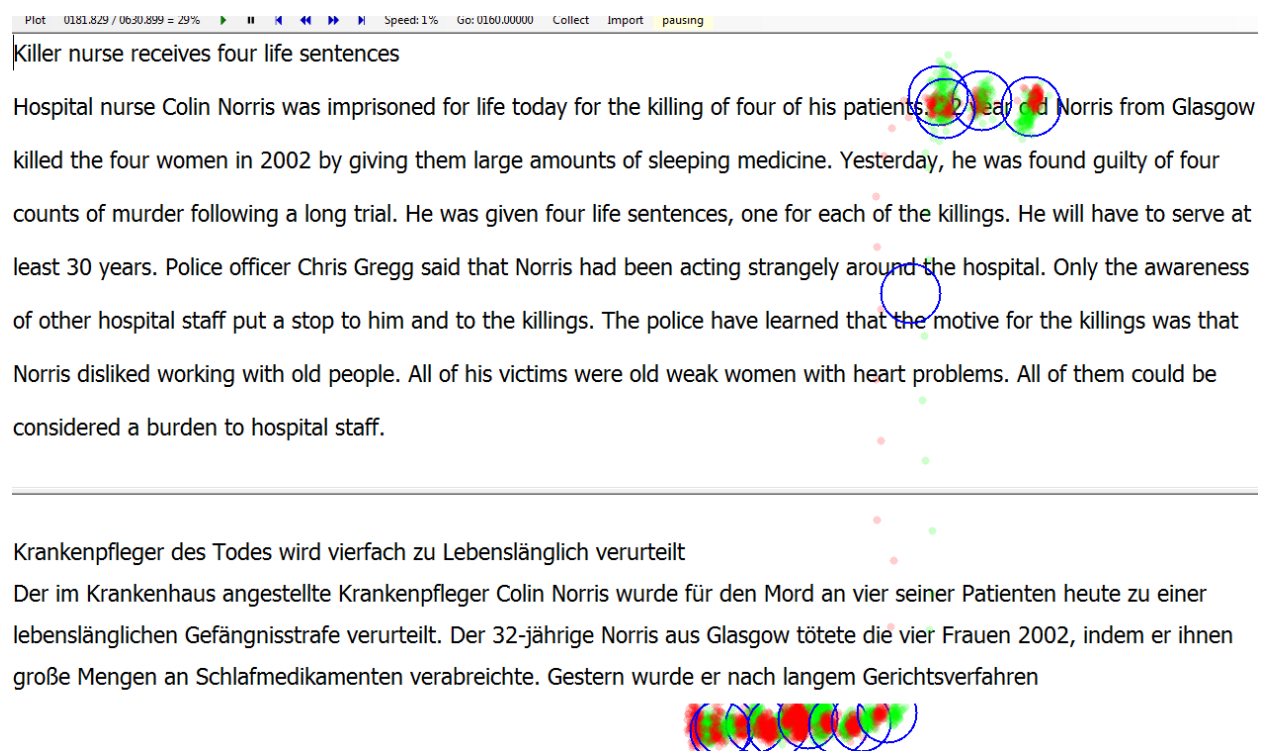 Plot 0181.829 / 0630.899 = 29% Speed: 1% Go: 0160.00000 Collect Import pausing
Killer nurse receives four life sentences
Hospital nurse Colin Norris was imprisoned for life today for the killing of four of his patients. 32 year old Norris from Glasgow
killed the four women in 2002 by giving them large amounts of sleeping medicine. Yesterday, he was found guilty of four
counts of murder following a long trial. He was given four life sentences, one for each of the killings. He will have to serve at
least 30 years. Police officer Chris Gregg said that Norris had been acting strangely around the hospital. Only the awareness
of other hospital staff put a stop to him and to the killings. The police have learned that the motive for the killings was that
Norris disliked working with old people. All of his victims were old weak women with heart problems. All of them could be
considered a burden to hospital staff.
Krankenpfleger des Todes wird vierfach zu Lebenslänglich verurteilt
Der im Krankenhaus angestellte Krankenpfleger Colin Norris wurde für den Mord an vier seiner Patienten heute zu einer
lebenslänglichen Gefängnisstrafe verurteilt. Der 32-jährige Norris aus Glasgow tötete die vier Frauen 2002, indem er ihnen
große Mengen an Schlafmedikamenten verabreichte. Gestern wurde er nach langem Gerichtsverfahren